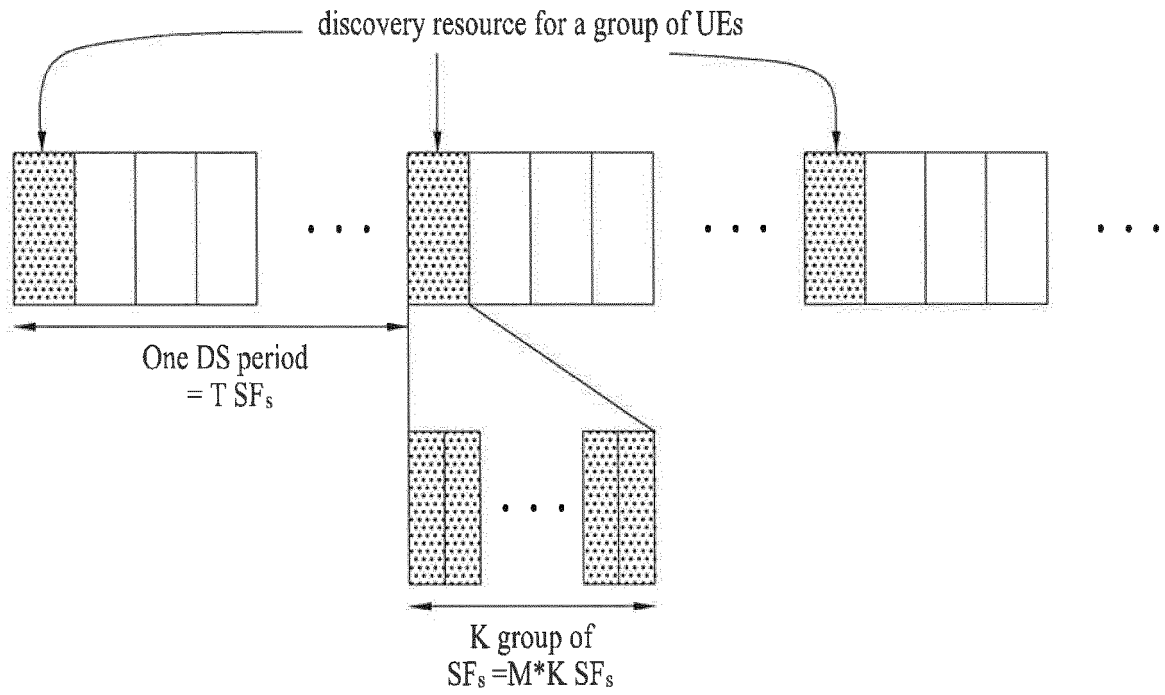 discovery resource for a group of UEs
One DS period
= T SFs
K group of
SFs =M*K SFs